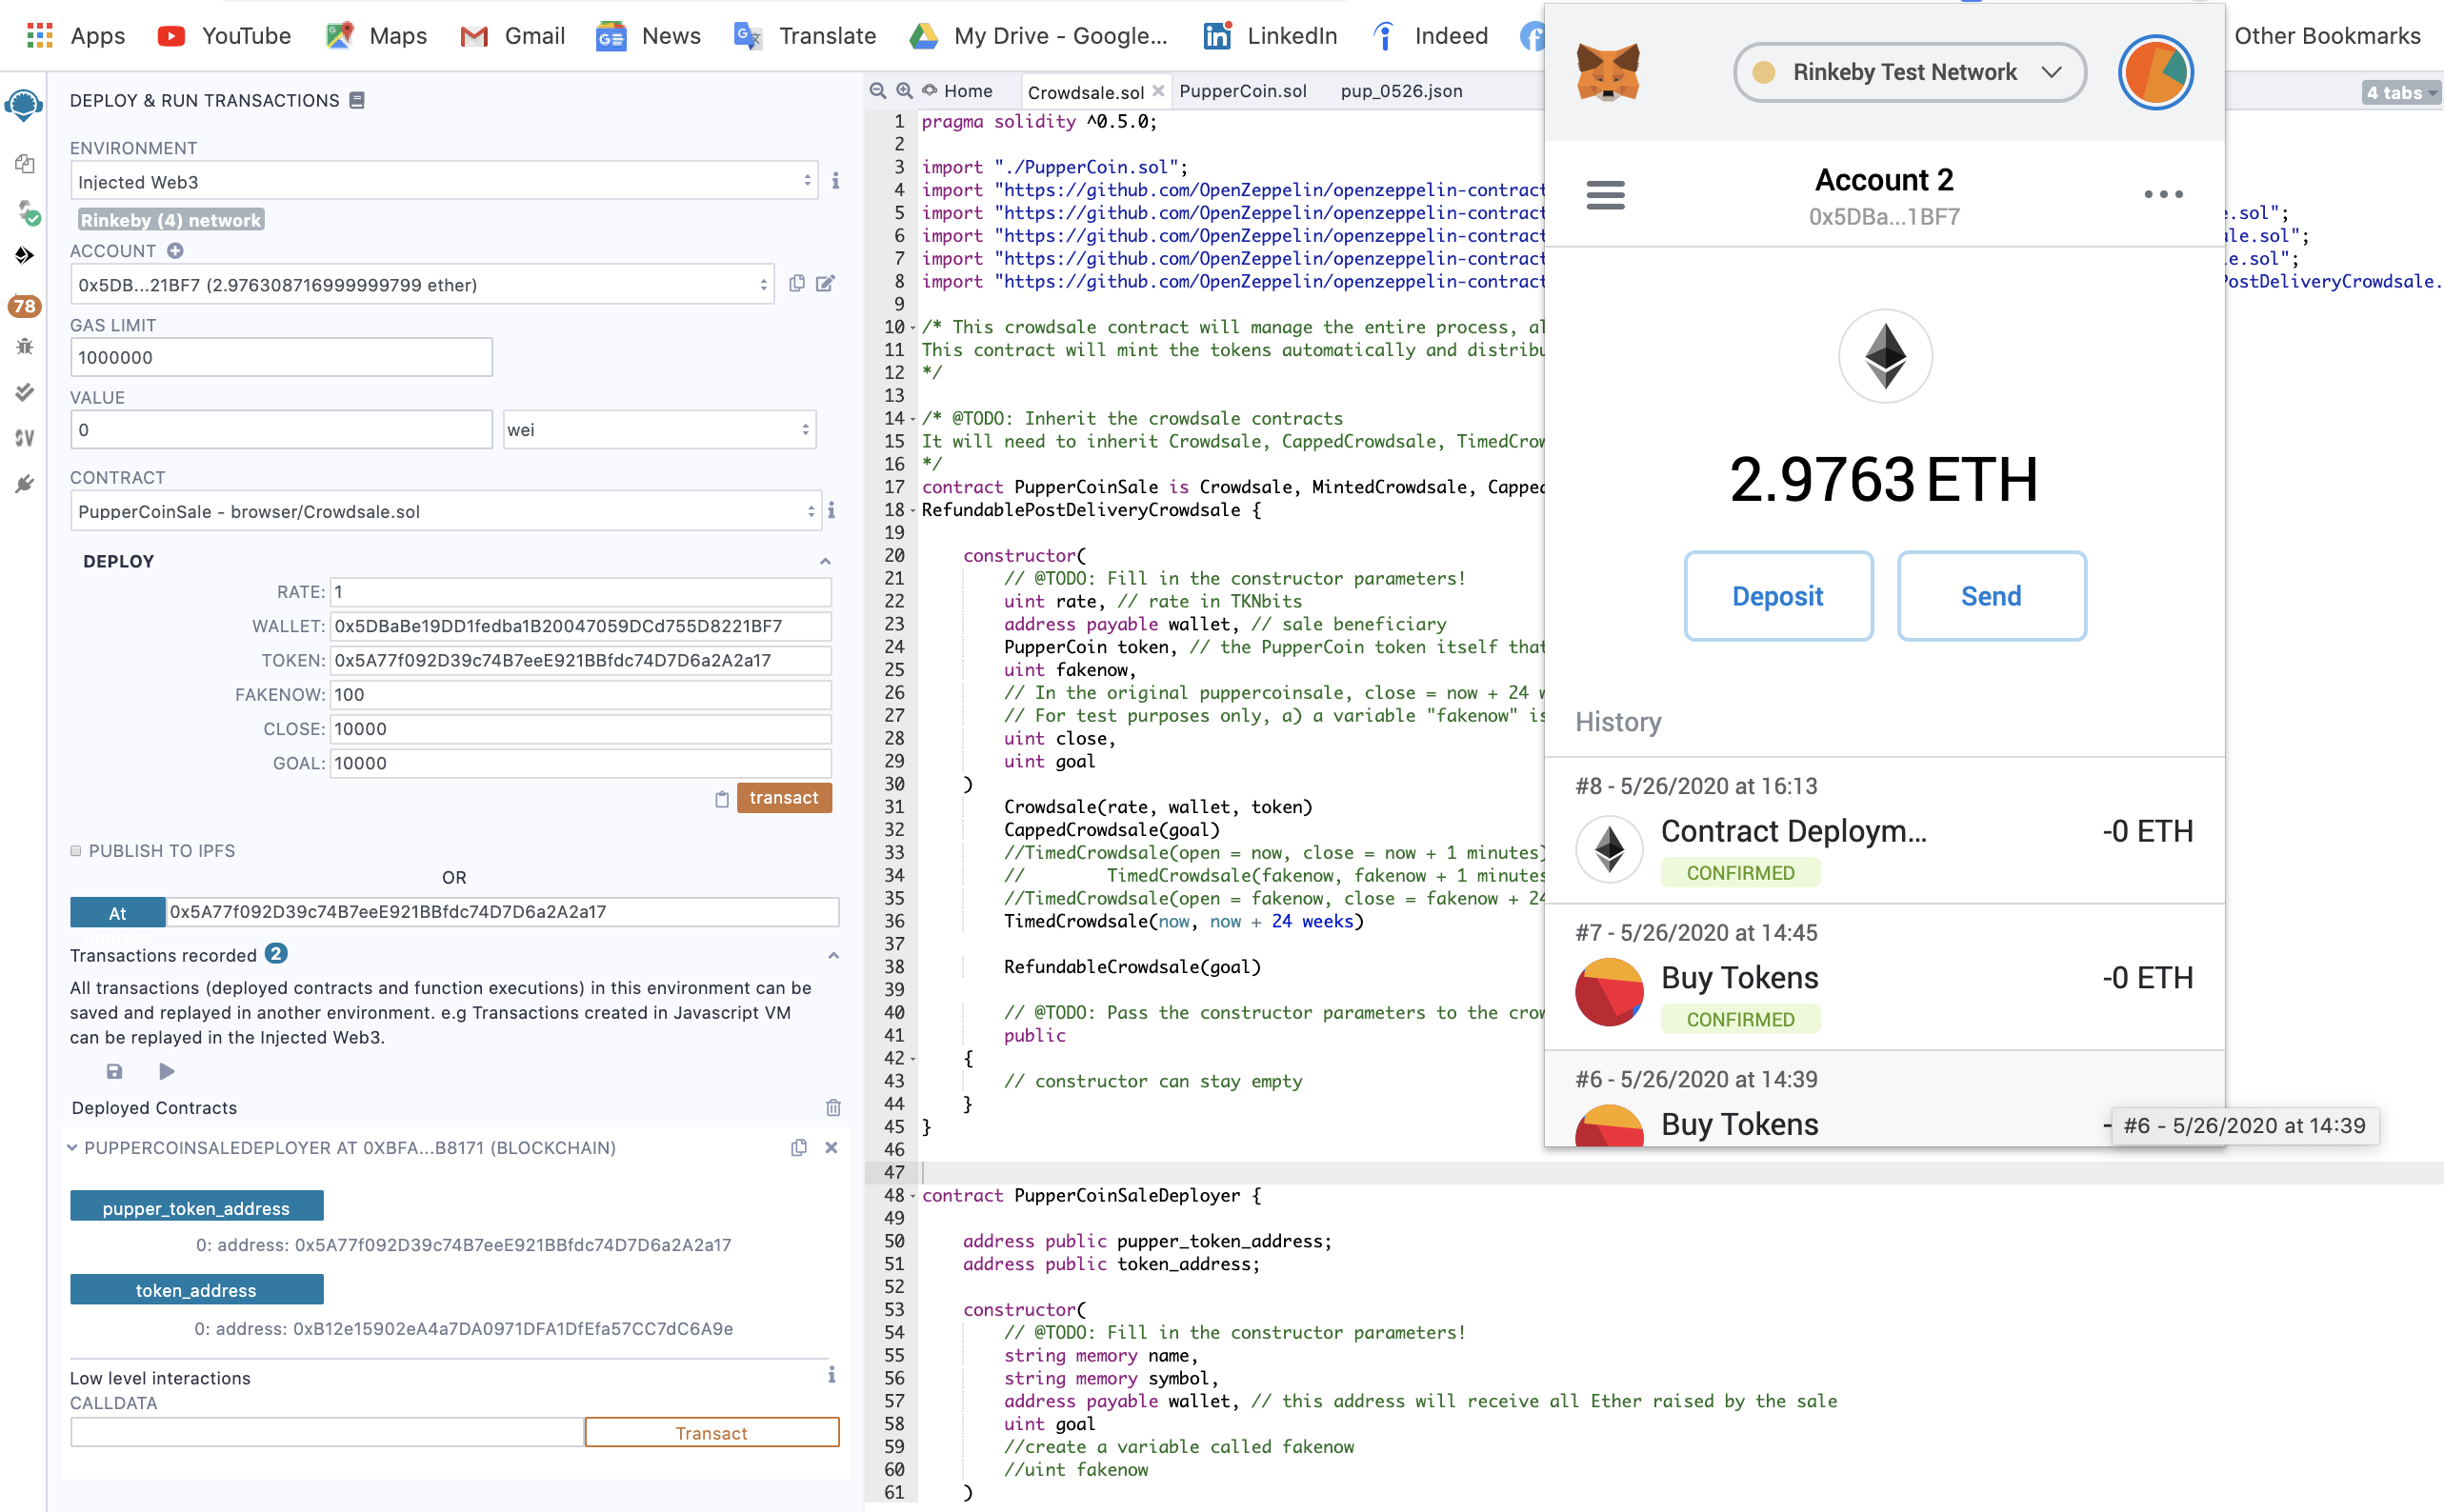 Apps YouTube Maps Gmail News Translate My Drive - Google... LinkedIn Indeed Other Bookmarks
DEPLOY & RUN TRANSACTIONS
ENVIRONMENT
Injected Web3
Rinkeby (4) network
ACCOUNT
0x5DB...21BF7 (2.976308716999999799 ether)
78
GAS LIMIT
1000000
VALUE
0 wei
CONTRACT
PupperCoinSale - browser/Crowdsale.sol
DEPLOY
RATE: 1
WALLET: 0x5DBaBe19DD1fedba1B20047059DCd755D8221BF7
TOKEN: 0x5A77f092D39c74B7eeE921BBfdc74D7D6a2A2a17
FAKENOW: 100
CLOSE: 10000
GOAL: 10000
transact
PUBLISH TO IPFS
OR
At 0x5A77f092D39c74B7eeE921BBfdc74D7D6a2A2a17
Transactions recorded 2
All transactions (deployed contracts and function executions) in this environment can be
saved and replayed in another environment. e.g Transactions created in Javascript VM
can be replayed in the Injected Web3.
Deployed Contracts
PUPPERCOINSALEDEPLOYER AT 0XBFA...B8171 (BLOCKCHAIN)
pupper_token_address
0: address: 0x5A77f092D39c74B7eeE921BBfdc74D7D6a2A2a17
token_address
0: address: 0xB12e15902eA4a7DA0971DFA1DfEfa57CC7dC6A9e
Low level interactions
CALLDATA
Transact
Home Crowdsale.sol PupperCoin.sol pup_0526.json 4 tabs
1 pragma solidity ^0.5.0;
2
3 import "./PupperCoin.sol";
4 import "https://github.com/OpenZeppelin/openzeppelin-contract
5 import "https://github.com/OpenZeppelin/openzeppelin-contract e.sol";
6 import "https://github.com/OpenZeppelin/openzeppelin-contract ale.sol";
7 import "https://github.com/OpenZeppelin/openzeppelin-contract e.sol";
8 import "https://github.com/OpenZeppelin/openzeppelin-contract PostDeliveryCrowdsale.
9
10 /* This crowdsale contract will manage the entire process, al
11 This contract will mint the tokens automatically and distribu
12 */
13
14 /* @TODO: Inherit the crowdsale contracts
15 It will need to inherit Crowdsale, CappedCrowdsale, TimedCrow
16 */
17 contract PupperCoinSale is Crowdsale, MintedCrowdsale, Capped
18 RefundablePostDeliveryCrowdsale {
19
20 constructor(
21 // @TODO: Fill in the constructor parameters!
22 uint rate, // rate in TKNbits
23 address payable wallet, // sale beneficiary
24 PupperCoin token, // the PupperCoin token itself that
25 uint fakenow,
26 // In the original puppercoinsale, close = now + 24 w
27 // For test purposes only, a) a variable "fakenow" is
28 uint close,
29 uint goal
30 )
31 Crowdsale(rate, wallet, token)
32 CappedCrowdsale(goal)
33 //TimedCrowdsale(open = now, close = now + 1 minutes)
34 // TimedCrowdsale(fakenow, fakenow + 1 minutes
35 //TimedCrowdsale(open = fakenow, close = fakenow + 24
36 TimedCrowdsale(now, now + 24 weeks)
37
38 RefundableCrowdsale(goal)
39
40 // @TODO: Pass the constructor parameters to the crow
41 public
42 {
43 // constructor can stay empty
44 }
45 }
46
47
48 contract PupperCoinSaleDeployer {
49
50 address public pupper_token_address;
51 address public token_address;
52
53 constructor(
54 // @TODO: Fill in the constructor parameters!
55 string memory name,
56 string memory symbol,
57 address payable wallet, // this address will receive all Ether raised by the sale
58 uint goal
59 //create a variable called fakenow
60 //uint fakenow
61 )
Rinkeby Test Network
Account 2
0x5DBa...1BF7
2.9763 ETH
Deposit Send
History
#8 - 5/26/2020 at 16:13
Contract Deploym... -0 ETH
CONFIRMED
#7 - 5/26/2020 at 14:45
Buy Tokens -0 ETH
CONFIRMED
#6 - 5/26/2020 at 14:39
Buy Tokens -
#6 - 5/26/2020 at 14:39